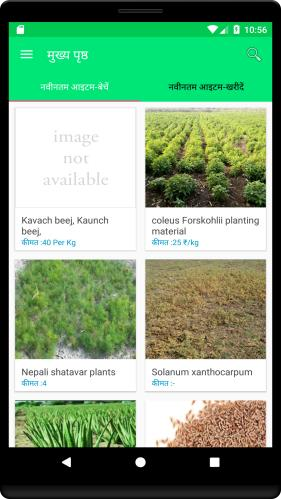 10:56
मुख्य पृष्ठ
नवीनतम आइटम-बेचें
नवीनतम आइटम-खरीदें
image
not
available
Kavach beej, Kaunch
beej,
कीमत :40 Per Kg
coleus Forskohlii planting
material
कीमत :25 ₹/kg
Nepali shatavar plants
कीमत :4
Solanum xanthocarpum
कीमत :-